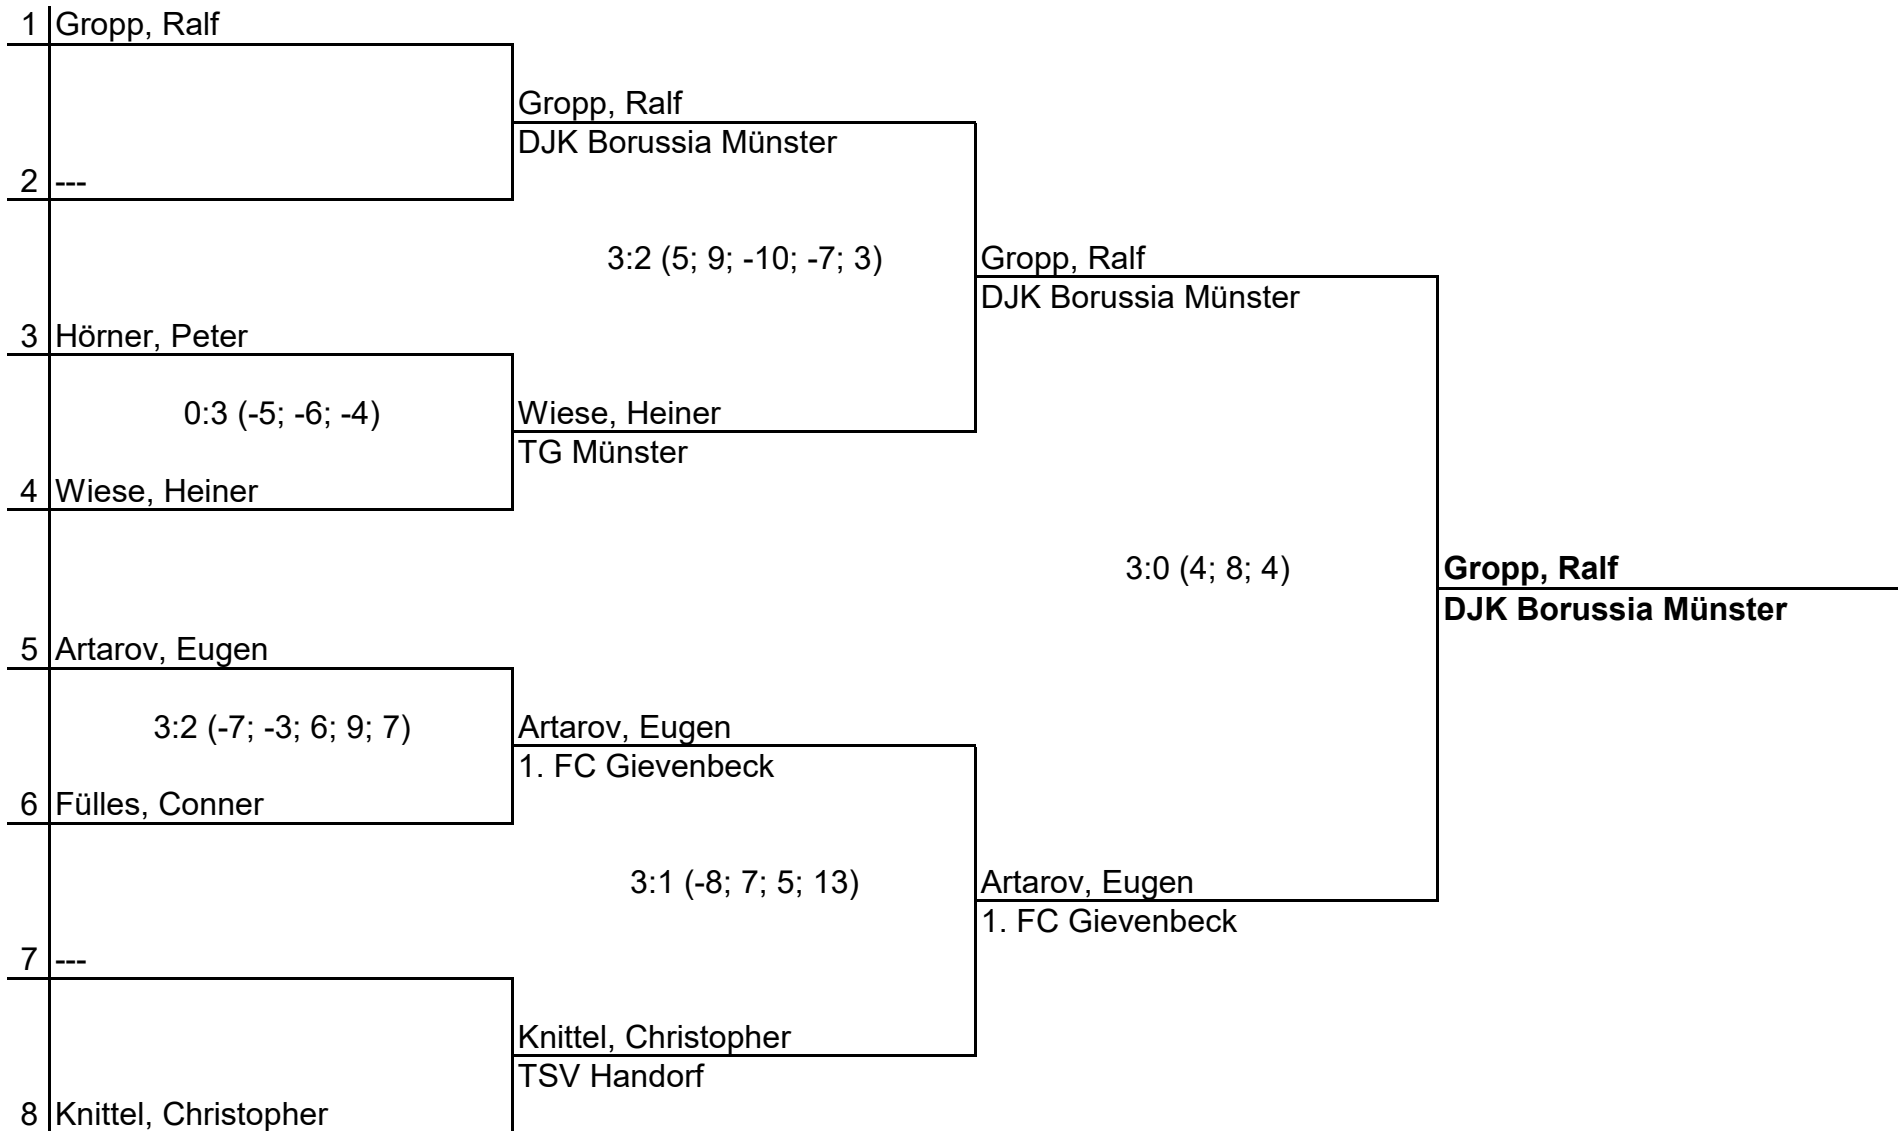 1 Gropp, Ralf
Gropp, Ralf
DJK Borussia Münster
2 ---
3:2 (5; 9; -10; -7; 3)
Gropp, Ralf
DJK Borussia Münster
3 Hörner, Peter
0:3 (-5; -6; -4)
Wiese, Heiner
TG Münster
4 Wiese, Heiner
3:0 (4; 8; 4)
Gropp, Ralf
DJK Borussia Münster
5 Artarov, Eugen
3:2 (-7; -3; 6; 9; 7)
Artarov, Eugen
1. FC Gievenbeck
6 Fülles, Conner
3:1 (-8; 7; 5; 13)
Artarov, Eugen
1. FC Gievenbeck
7 ---
Knittel, Christopher
TSV Handorf
8 Knittel, Christopher